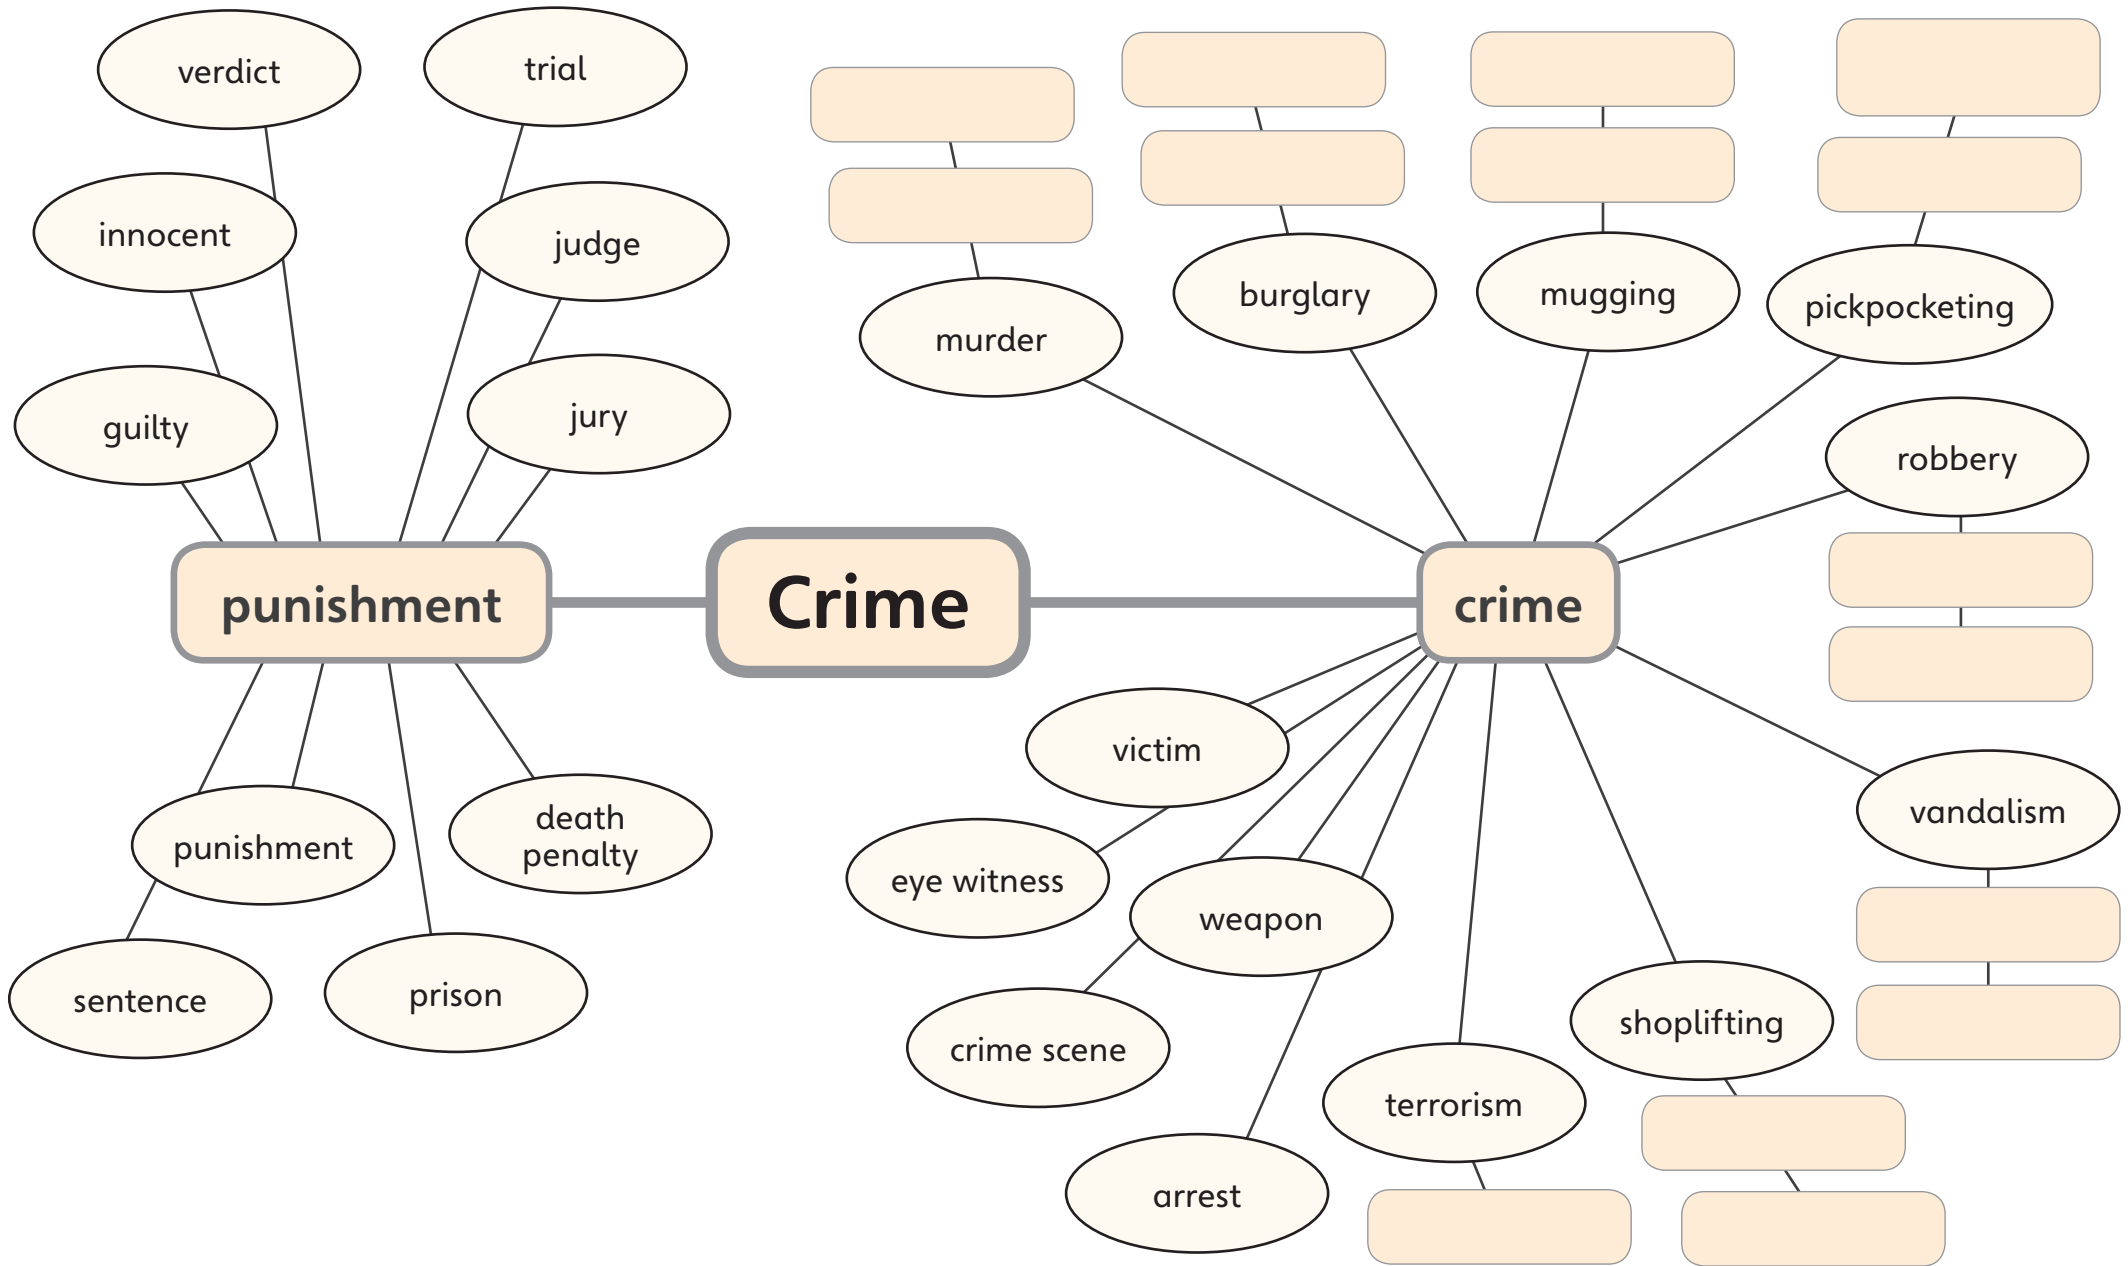 verdict
trial
innocent
judge
guilty
jury
punishment
punishment
death
penalty
sentence
prison
Crime
crime
murder
burglary
mugging
pickpocketing
robbery
victim
vandalism
eye witness
weapon
crime scene
shoplifting
terrorism
arrest